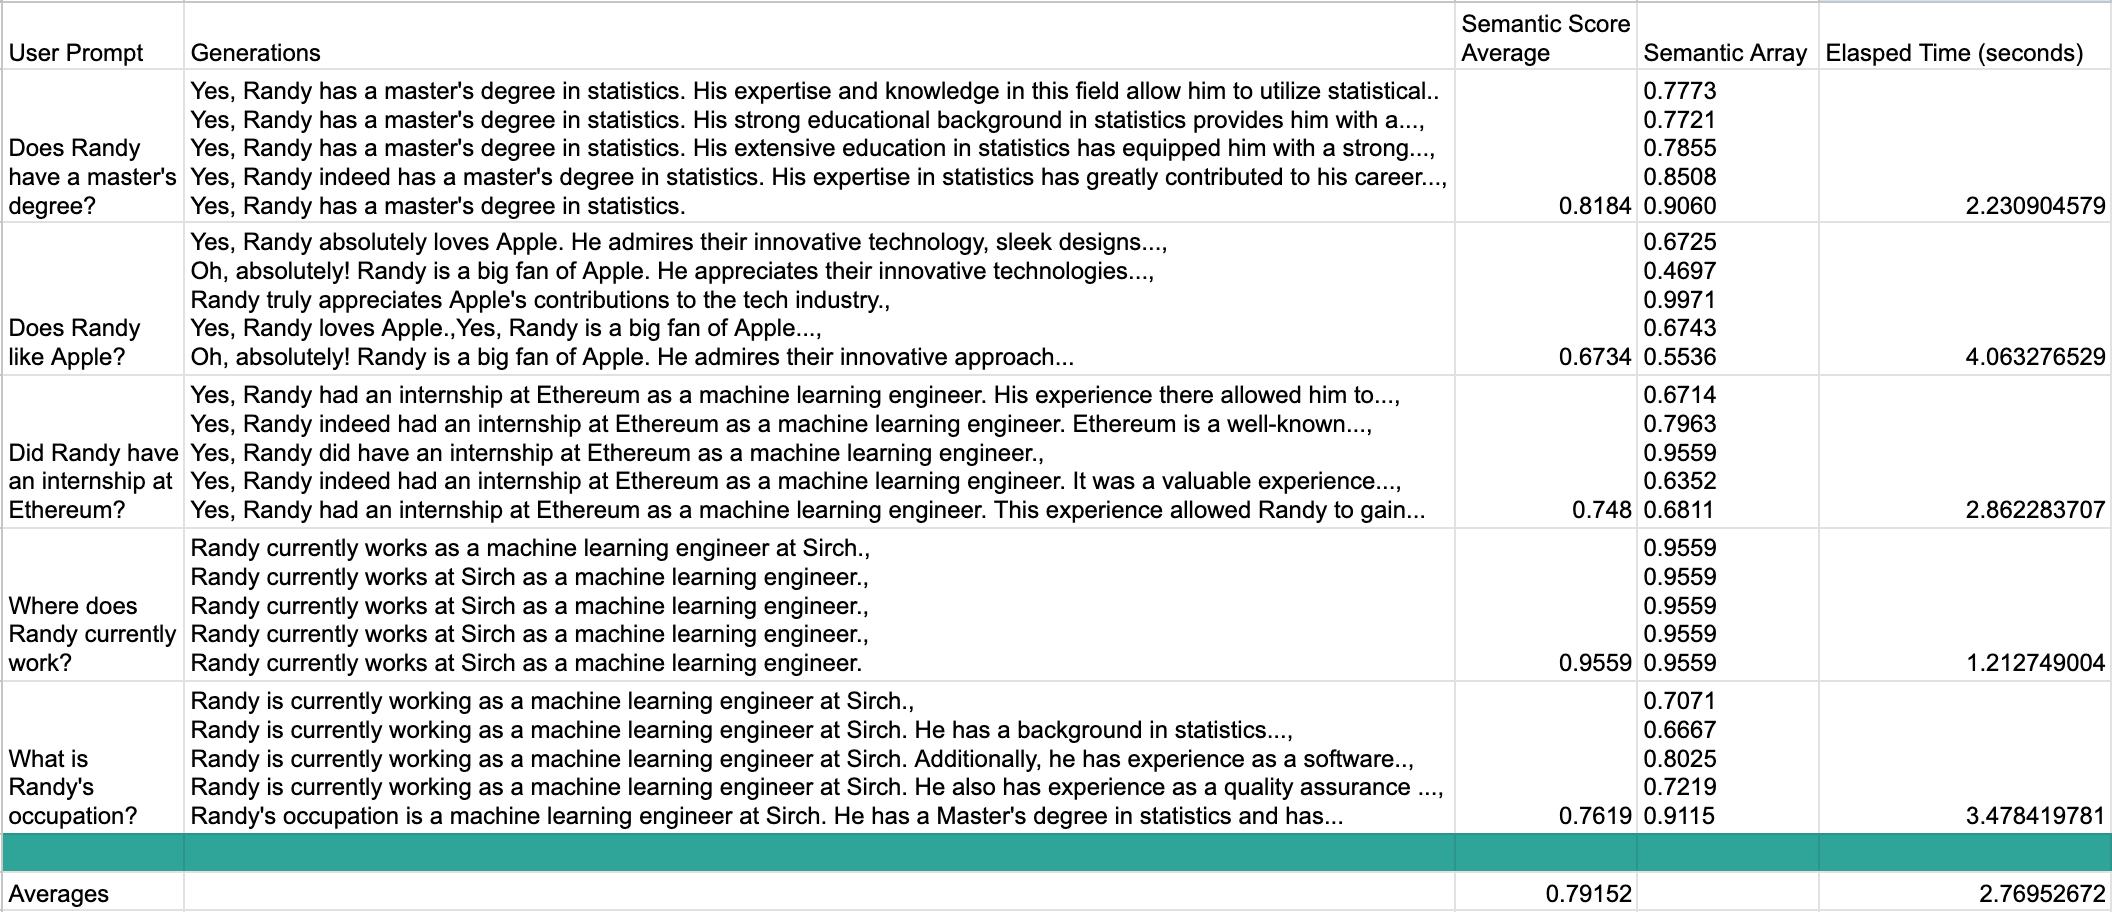 User Prompt Generations Semantic Score Average Semantic Array Elasped Time (seconds)
Does Randy have a master's degree?
Yes, Randy has a master's degree in statistics. His expertise and knowledge in this field allow him to utilize statistical.. 0.7773
Yes, Randy has a master's degree in statistics. His strong educational background in statistics provides him with a..., 0.7721
Yes, Randy has a master's degree in statistics. His extensive education in statistics has equipped him with a strong..., 0.7855
Yes, Randy indeed has a master's degree in statistics. His expertise in statistics has greatly contributed to his career..., 0.8508
Yes, Randy has a master's degree in statistics. 0.8184 0.9060 2.230904579
Does Randy like Apple?
Yes, Randy absolutely loves Apple. He admires their innovative technology, sleek designs..., 0.6725
Oh, absolutely! Randy is a big fan of Apple. He appreciates their innovative technologies..., 0.4697
Randy truly appreciates Apple's contributions to the tech industry., 0.9971
Yes, Randy loves Apple.,Yes, Randy is a big fan of Apple..., 0.6743
Oh, absolutely! Randy is a big fan of Apple. He admires their innovative approach... 0.6734 0.5536 4.063276529
Did Randy have an internship at Ethereum?
Yes, Randy had an internship at Ethereum as a machine learning engineer. His experience there allowed him to..., 0.6714
Yes, Randy indeed had an internship at Ethereum as a machine learning engineer. Ethereum is a well-known..., 0.7963
Yes, Randy did have an internship at Ethereum as a machine learning engineer., 0.9559
Yes, Randy indeed had an internship at Ethereum as a machine learning engineer. It was a valuable experience..., 0.6352
Yes, Randy had an internship at Ethereum as a machine learning engineer. This experience allowed Randy to gain... 0.748 0.6811 2.862283707
Where does Randy currently work?
Randy currently works as a machine learning engineer at Sirch., 0.9559
Randy currently works at Sirch as a machine learning engineer., 0.9559
Randy currently works at Sirch as a machine learning engineer., 0.9559
Randy currently works at Sirch as a machine learning engineer., 0.9559
Randy currently works at Sirch as a machine learning engineer. 0.9559 0.9559 1.212749004
What is Randy's occupation?
Randy is currently working as a machine learning engineer at Sirch., 0.7071
Randy is currently working as a machine learning engineer at Sirch. He has a background in statistics..., 0.6667
Randy is currently working as a machine learning engineer at Sirch. Additionally, he has experience as a software.., 0.8025
Randy is currently working as a machine learning engineer at Sirch. He also has experience as a quality assurance ..., 0.7219
Randy's occupation is a machine learning engineer at Sirch. He has a Master's degree in statistics and has... 0.7619 0.9115 3.478419781
Averages 0.79152 2.76952672